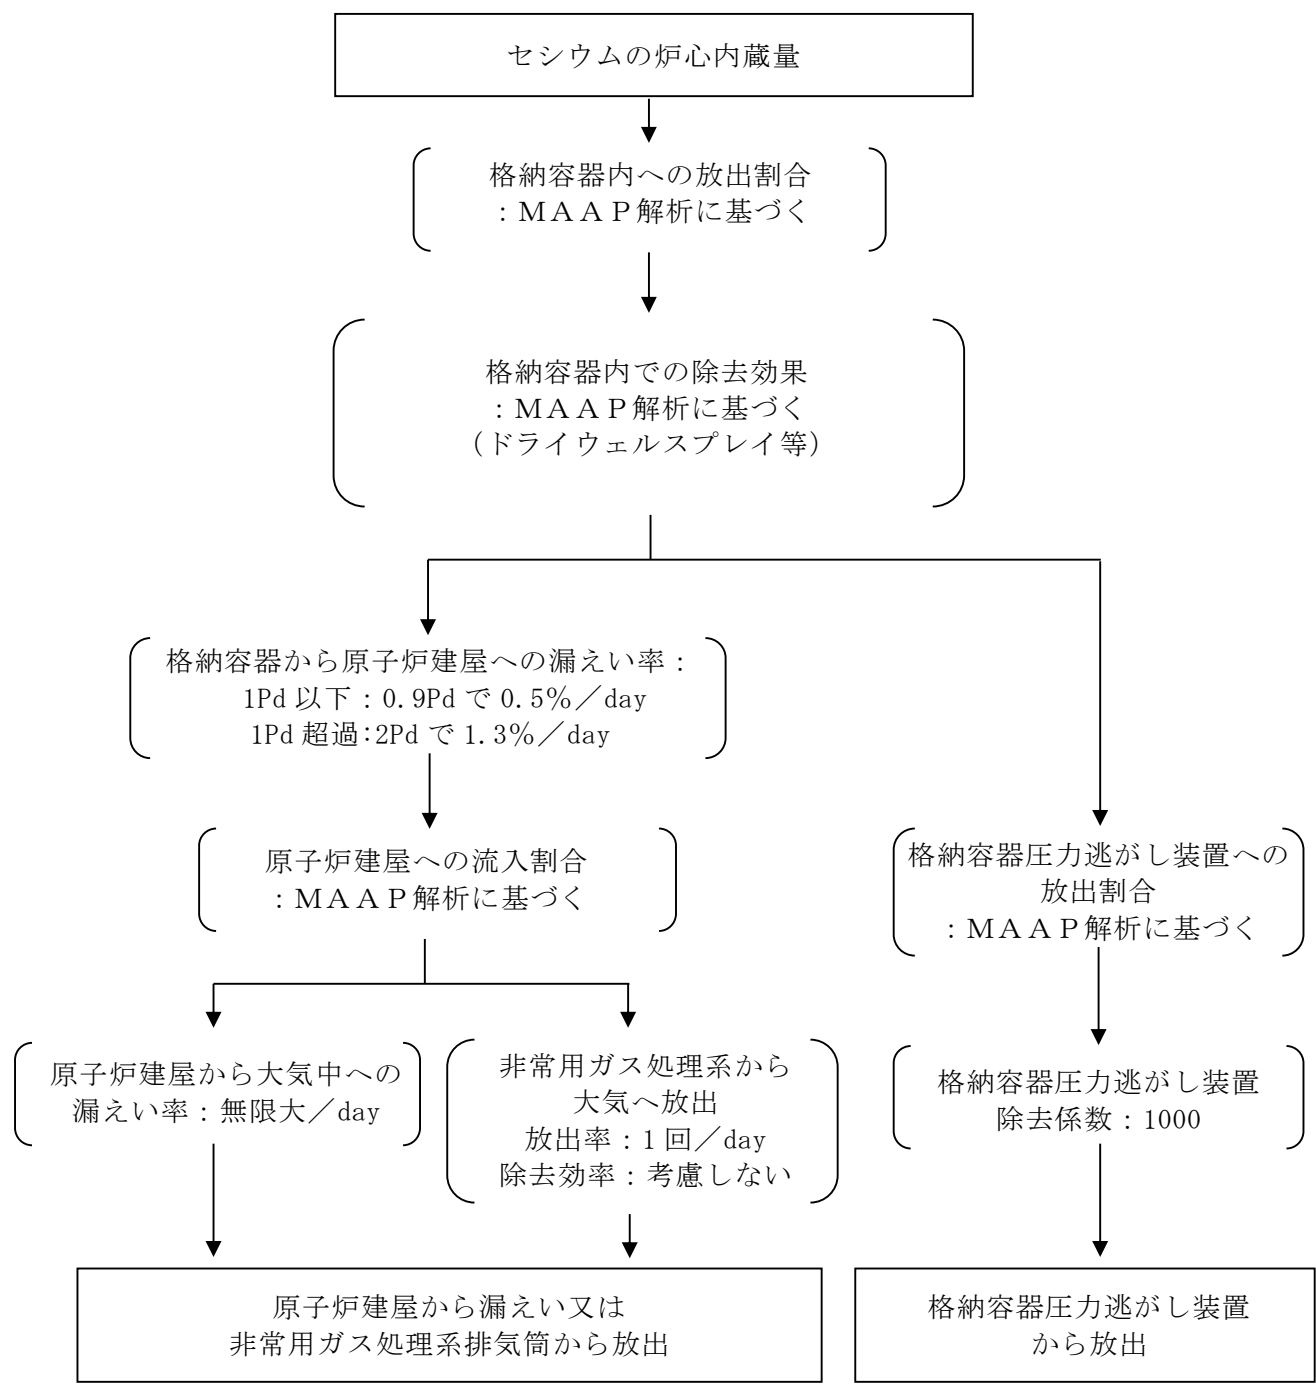 セシウムの炉心内蔵量
格納容器内への放出割合
：ＭＡＡＰ解析に基づく
格納容器内での除去効果
：ＭＡＡＰ解析に基づく
（ドライウェルスプレイ等）
格納容器から原子炉建屋への漏えい率：
1Pd 以下：0.9Pd で 0.5％／day
1Pd 超過：2Pd で 1.3％／day
原子炉建屋への流入割合
：ＭＡＡＰ解析に基づく
格納容器圧力逃がし装置への
放出割合
：ＭＡＡＰ解析に基づく
原子炉建屋から大気中への
漏えい率：無限大／day
非常用ガス処理系から
大気へ放出
放出率：1 回／day
除去効率：考慮しない
格納容器圧力逃がし装置
除去係数：1000
原子炉建屋から漏えい又は
非常用ガス処理系排気筒から放出
格納容器圧力逃がし装置
から放出